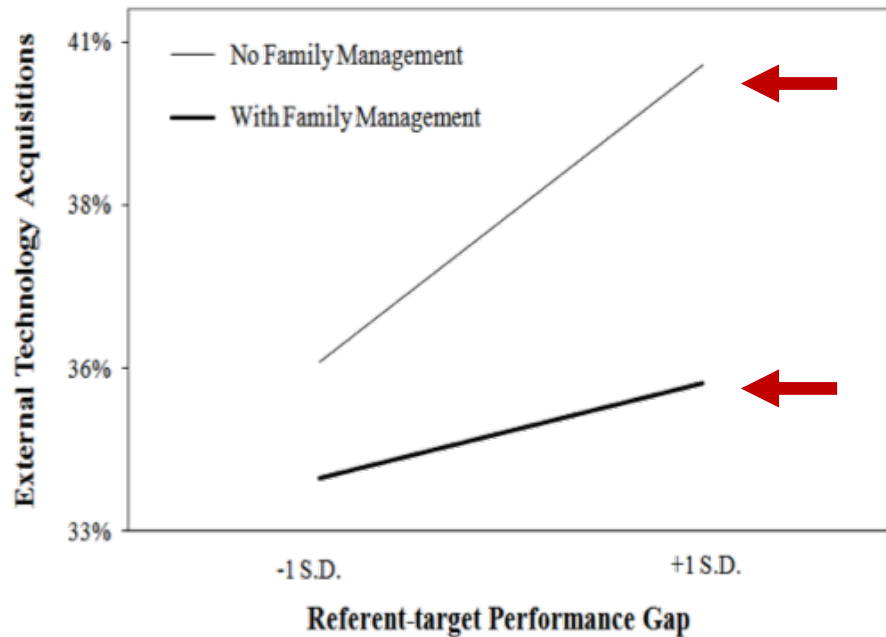 41%
No Family Management
With Family Management
38%
36%
33%
External Technology Acquisitions
-1 S.D.
+1 S.D.
Referent-target Performance Gap